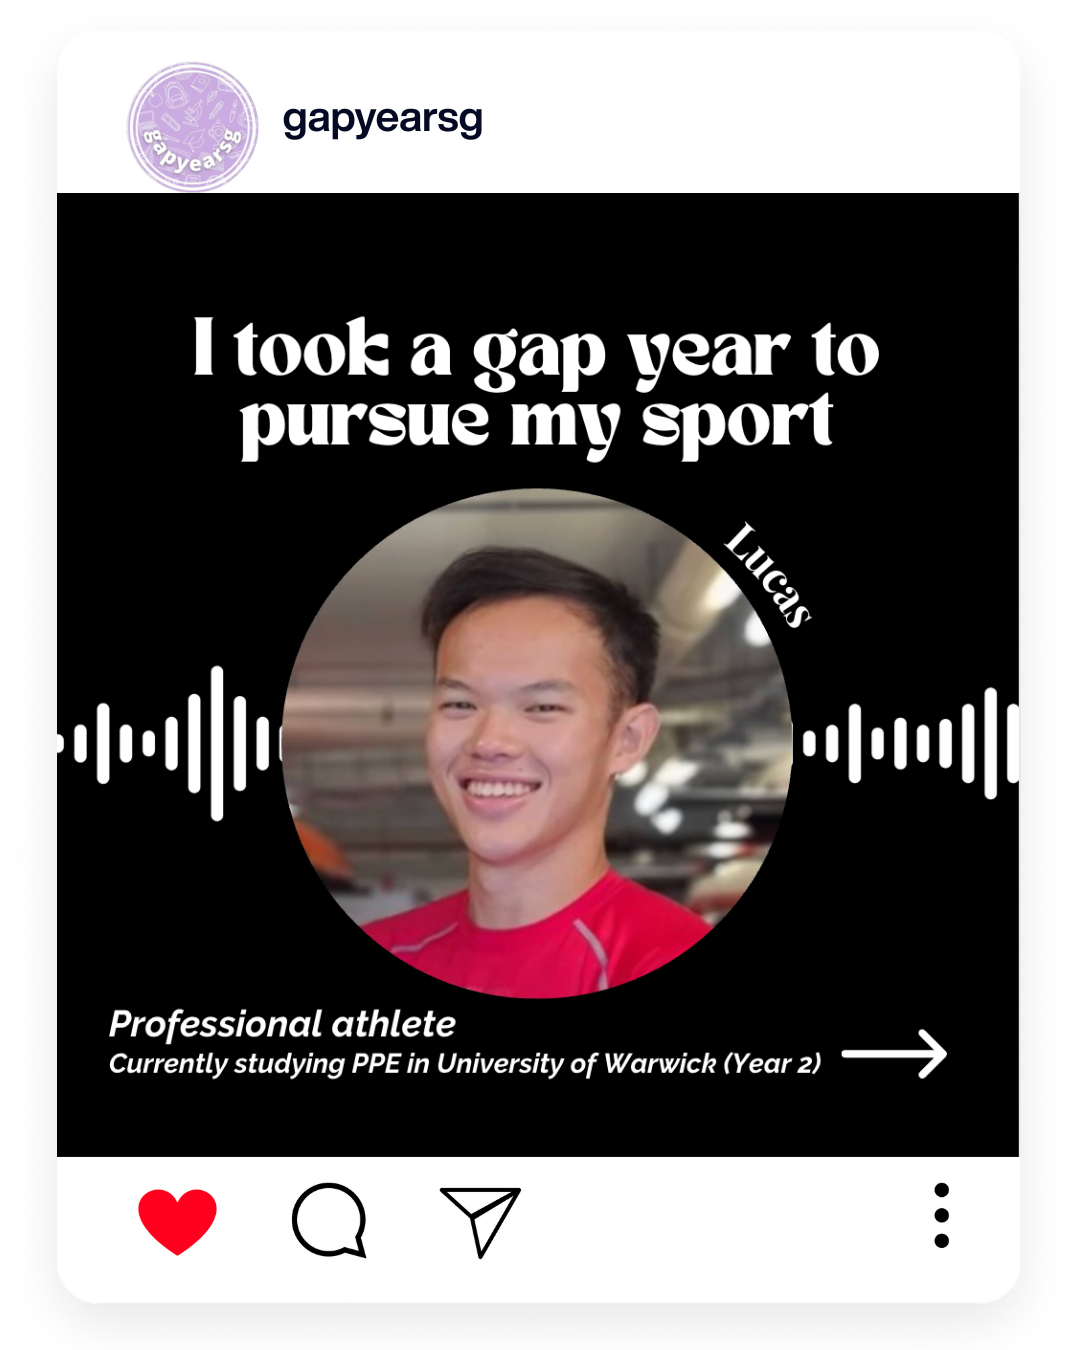 gapyearsg
gapyearsg
I took a gap year to
pursue my sport
Lucas
Professional athlete
Currently studying PPE in University of Warwick (Year 2)